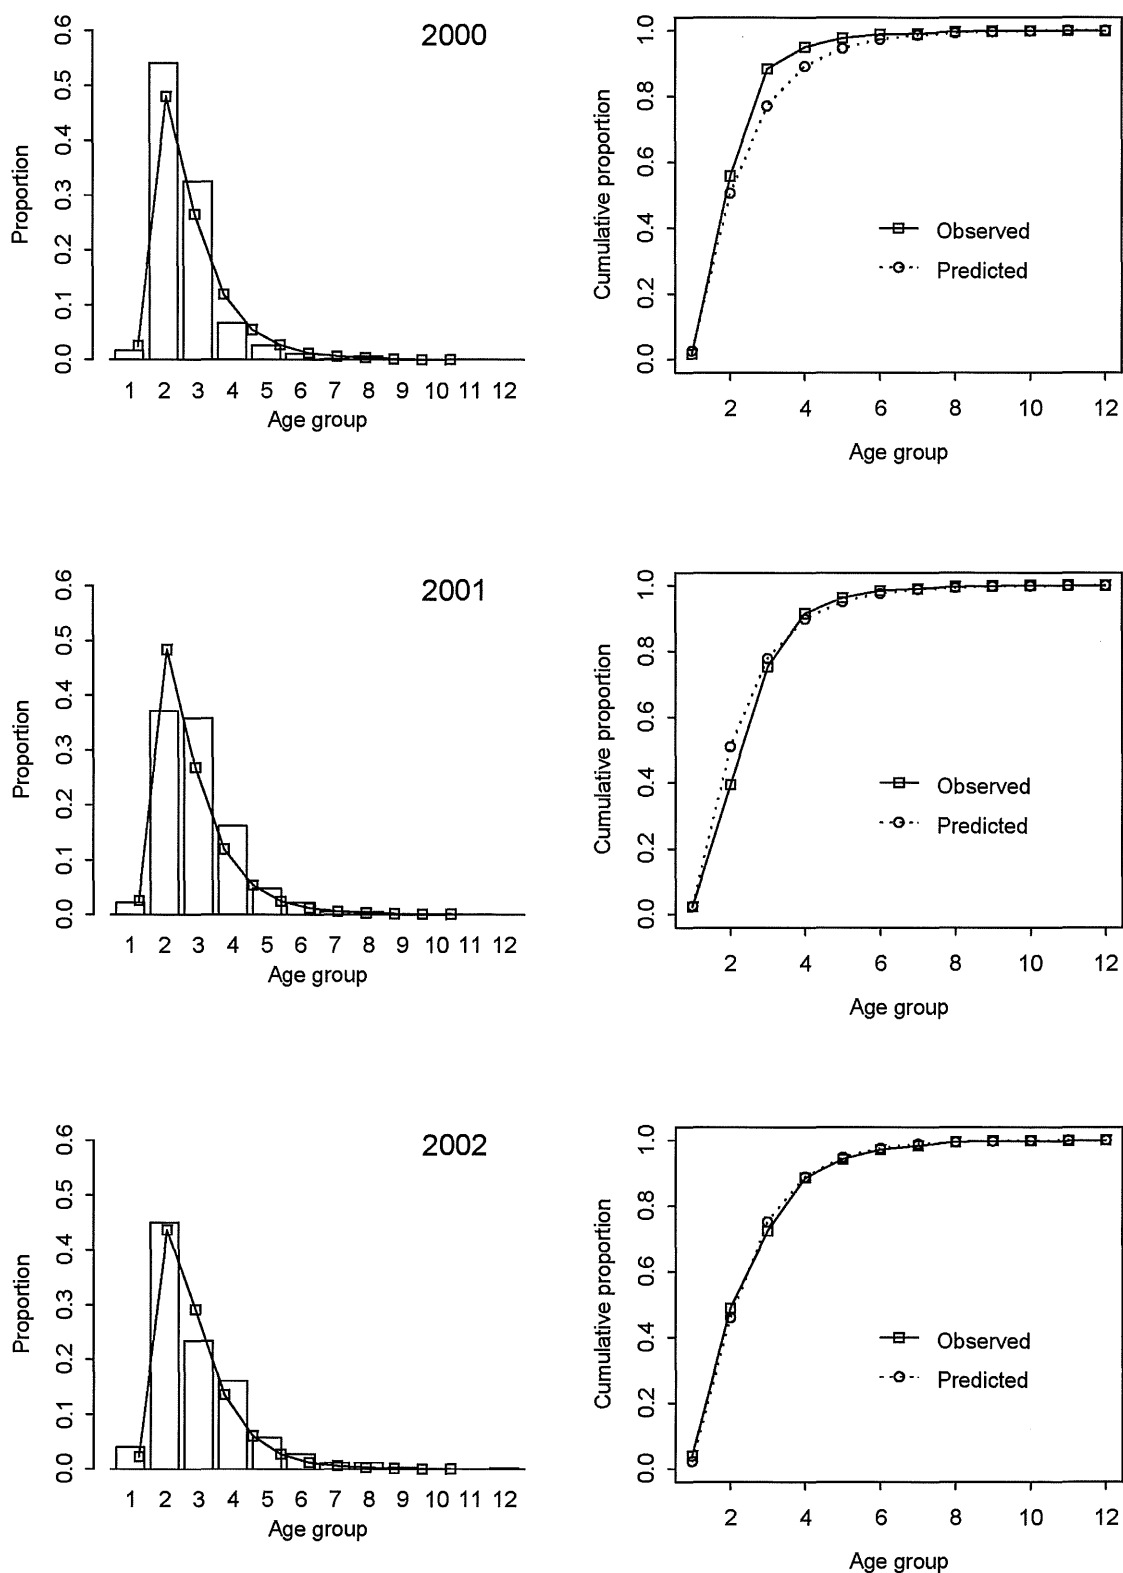 2000
Proportion
0.0 0.1 0.2 0.3 0.4 0.5 0.6
1 2 3 4 5 6 7 8 9 10 11 12
Age group
Cumulative proportion
0.0 0.2 0.4 0.6 0.8 1.0
Observed
Predicted
2 4 6 8 10 12
Age group
2001
Proportion
0.0 0.1 0.2 0.3 0.4 0.5 0.6
1 2 3 4 5 6 7 8 9 10 11 12
Age group
Cumulative proportion
0.0 0.2 0.4 0.6 0.8 1.0
Observed
Predicted
2 4 6 8 10 12
Age group
2002
Proportion
0.0 0.1 0.2 0.3 0.4 0.5 0.6
1 2 3 4 5 6 7 8 9 10 11 12
Age group
Cumulative proportion
0.0 0.2 0.4 0.6 0.8 1.0
Observed
Predicted
2 4 6 8 10 12
Age group